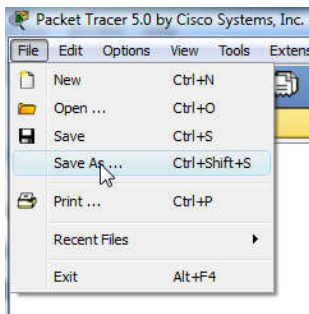 Packet Tracer 5.0 by Cisco Systems, Inc.
File Edit Options View Tools Extens
New Ctrl+N
Open ... Ctrl+O
Save Ctrl+S
Save As ... Ctrl+Shift+S
Print ... Ctrl+P
Recent Files
Exit Alt+F4